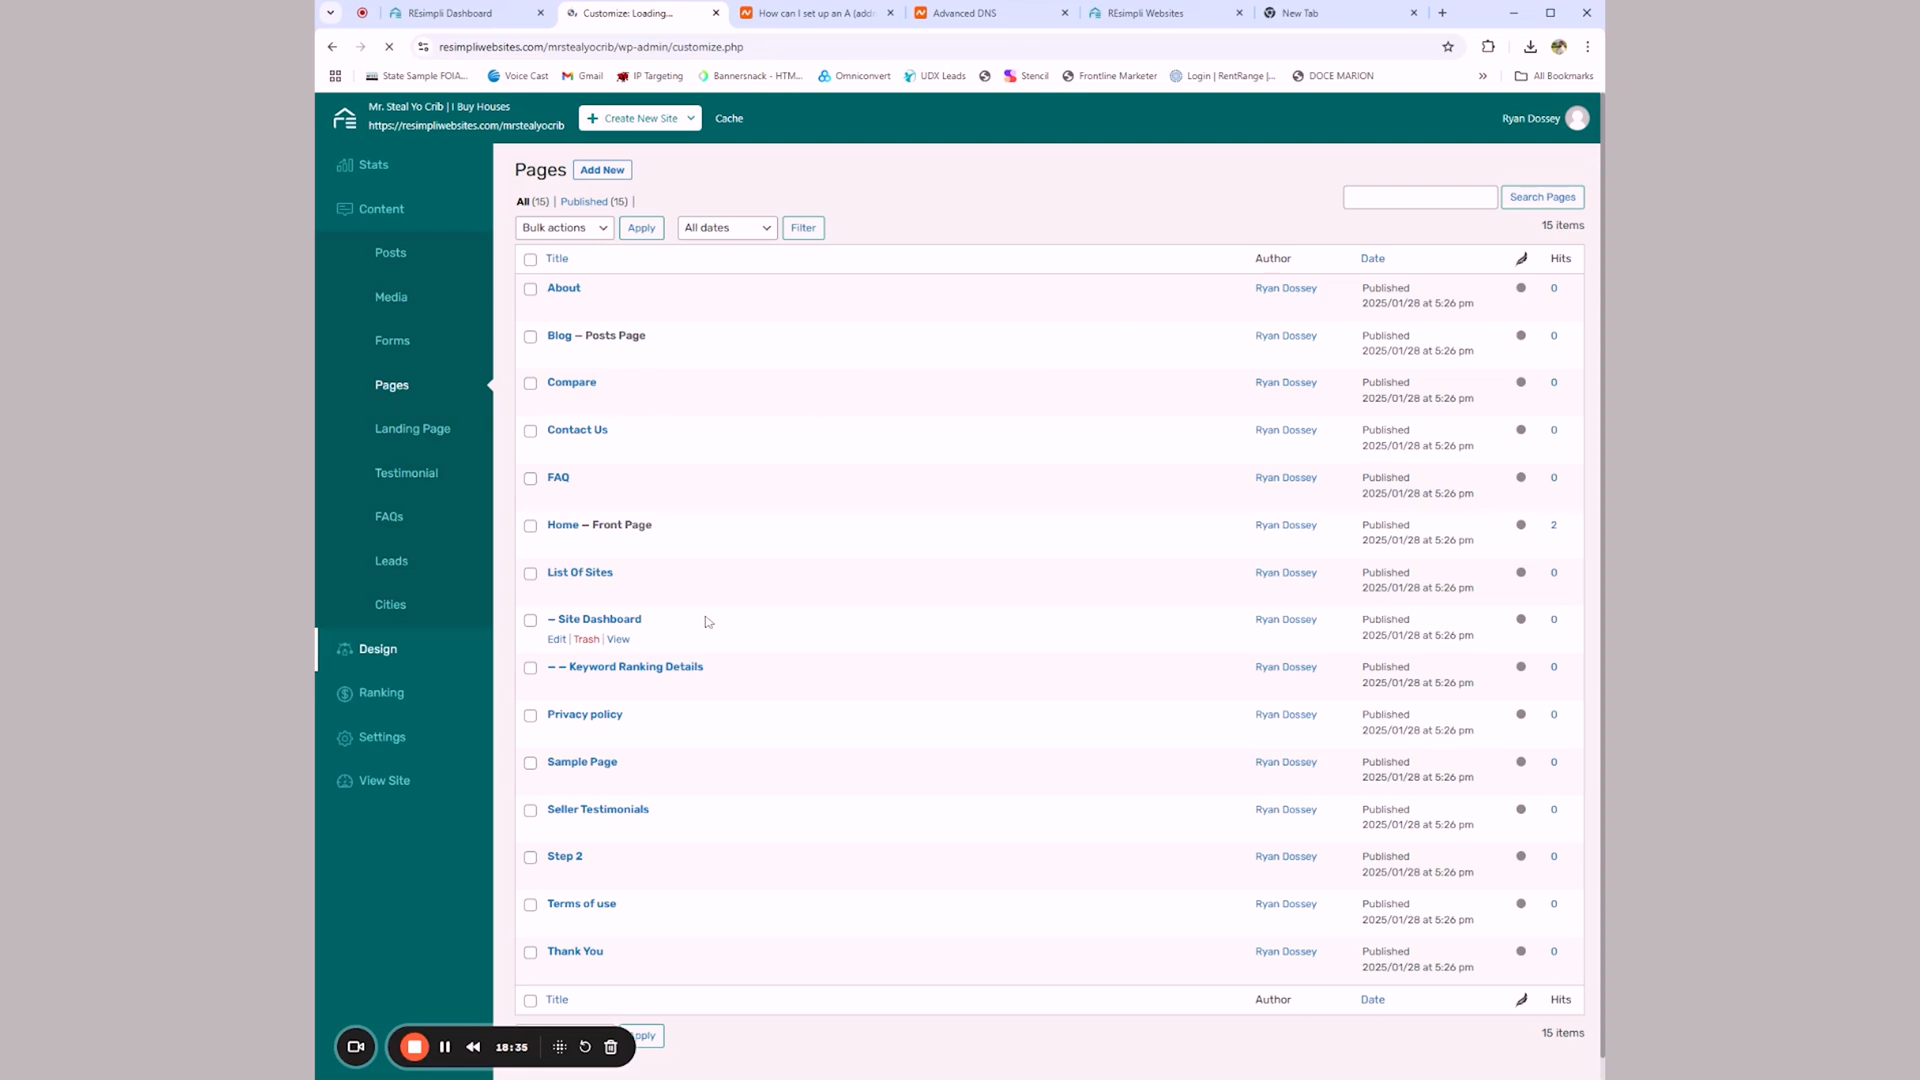 REsimpli Dashboard
Customize: Loading...
How can I set up an A (addr
Advanced DNS
REsimpli Websites
New Tab
resimpliwebsites.com/mrstealyocrib/wp-admin/customize.php
State Sample FOIA...
Voice Cast
Gmail
IP Targeting
Bannersnack - HTM...
Omniconvert
UDX Leads
Stencil
Frontline Marketer
Login | RentRange |...
DOCE MARION
All Bookmarks
Mr. Steal Yo Crib | I Buy Houses
https://resimpliwebsites.com/mrstealyocrib
Create New Site
Cache
Ryan Dossey
Stats
Content
Posts
Media
Forms
Pages
Landing Page
Testimonial
FAQs
Leads
Cities
Design
Ranking
Settings
View Site
Pages
Add New
All (15) | Published (15) |
Search Pages
Bulk actions
Apply
All dates
Filter
15 items
Title Author Date Hits
About Ryan Dossey Published 0
2025/01/28 at 5:26 pm
Blog — Posts Page Ryan Dossey Published 0
2025/01/28 at 5:26 pm
Compare Ryan Dossey Published 0
2025/01/28 at 5:26 pm
Contact Us Ryan Dossey Published 0
2025/01/28 at 5:26 pm
FAQ Ryan Dossey Published 0
2025/01/28 at 5:26 pm
Home — Front Page Ryan Dossey Published 2
2025/01/28 at 5:26 pm
List Of Sites Ryan Dossey Published 0
2025/01/28 at 5:26 pm
— Site Dashboard Ryan Dossey Published 0
Edit | Trash | View 2025/01/28 at 5:26 pm
— — Keyword Ranking Details Ryan Dossey Published 0
2025/01/28 at 5:26 pm
Privacy policy Ryan Dossey Published 0
2025/01/28 at 5:26 pm
Sample Page Ryan Dossey Published 0
2025/01/28 at 5:26 pm
Seller Testimonials Ryan Dossey Published 0
2025/01/28 at 5:26 pm
Step 2 Ryan Dossey Published 0
2025/01/28 at 5:26 pm
Terms of use Ryan Dossey Published 0
2025/01/28 at 5:26 pm
Thank You Ryan Dossey Published 0
2025/01/28 at 5:26 pm
Title Author Date Hits
pply
15 items
18:35